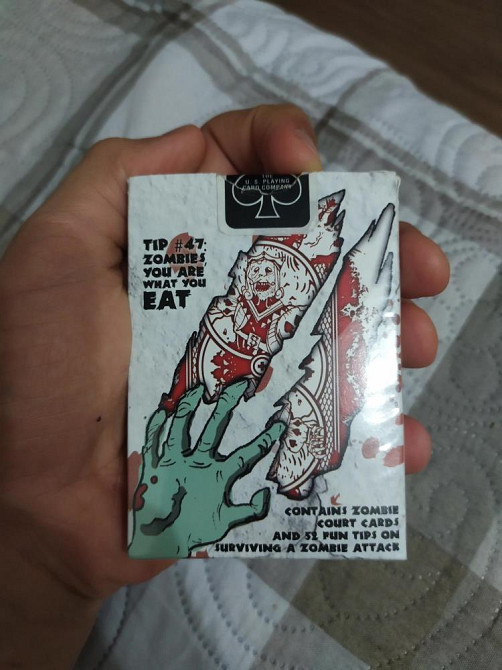 THE
U. S. PLAYING
CARD COMPANY
TIP #47:
ZOMBIES,
YOU ARE
WHAT YOU
EAT
CONTAINS ZOMBIE
COURT CARDS
AND 52 FUN TIPS ON
SURVIVING A ZOMBIE ATTACK